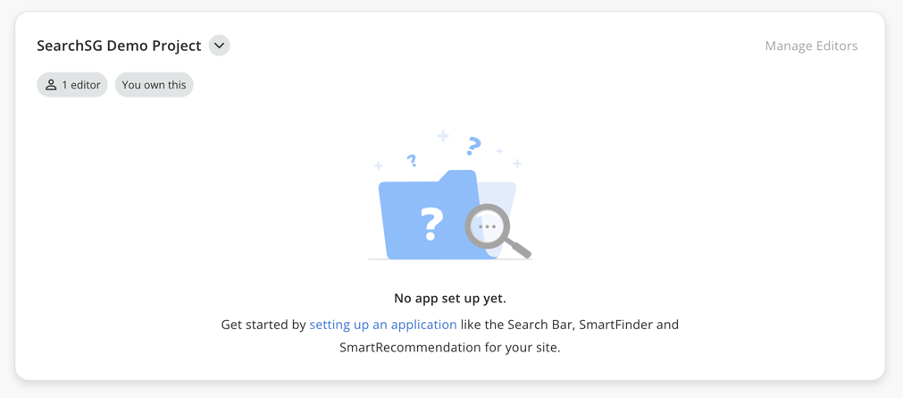 SearchSG Demo Project
Manage Editors
1 editor
You own this
?
?
?
No app set up yet.
Get started by setting up an application like the Search Bar, SmartFinder and
SmartRecommendation for your site.